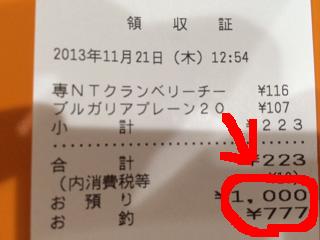 領収証
2013年11月21日（木）12:54
専NTクランベリーチー ¥116
ブルガリアプレーン20 ¥107
小計 ¥223
合計 ¥223
（内消費税等
お預り ¥1,000
お釣 ¥777